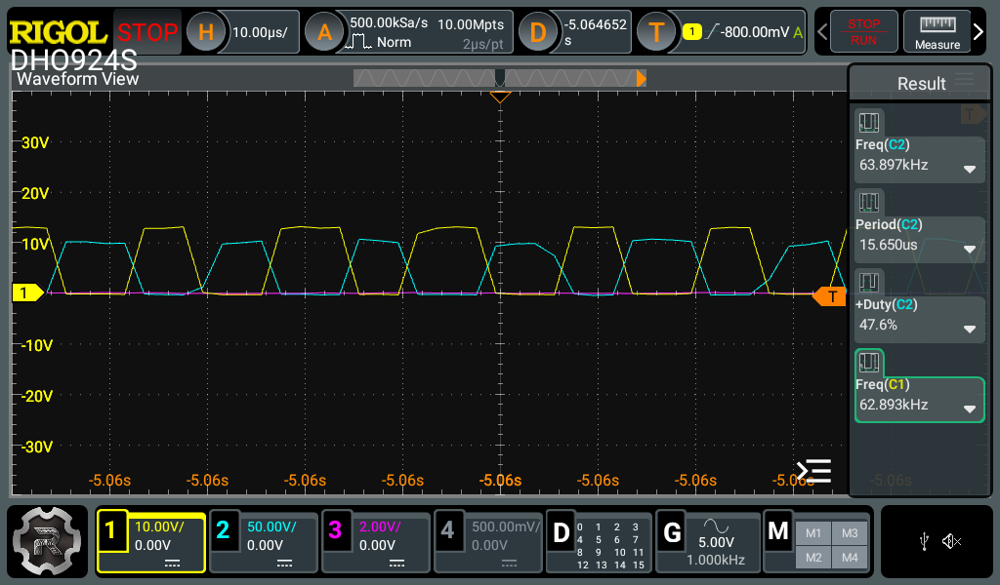 RIGOL STOP H 10.00µs/ A 500.00kSa/s 10.00Mpts Norm 2µs/pt D -5.064652 s T 1 -800.00mV A STOP RUN Measure
DHO924S
Waveform View
Result
T
Freq(C2)
63.897kHz
Period(C2)
15.650us
+Duty(C2)
47.6%
Freq(C1)
62.893kHz
30V
20V
10V
1
T
-10V
-20V
-30V
-5.06s -5.06s -5.06s -5.06s -5.06s -5.06s -5.06s -5.06s -5.06s
1 10.00V/ 0.00V
2 50.00V/ 0.00V
3 2.00V/ 0.00V
4 500.00mV/ 0.00V
D 0 1 2 3
4 5 6 7
8 9 10 11
12 13 14 15
G 5.00V 1.000kHz
M M1 M3
M2 M4
R